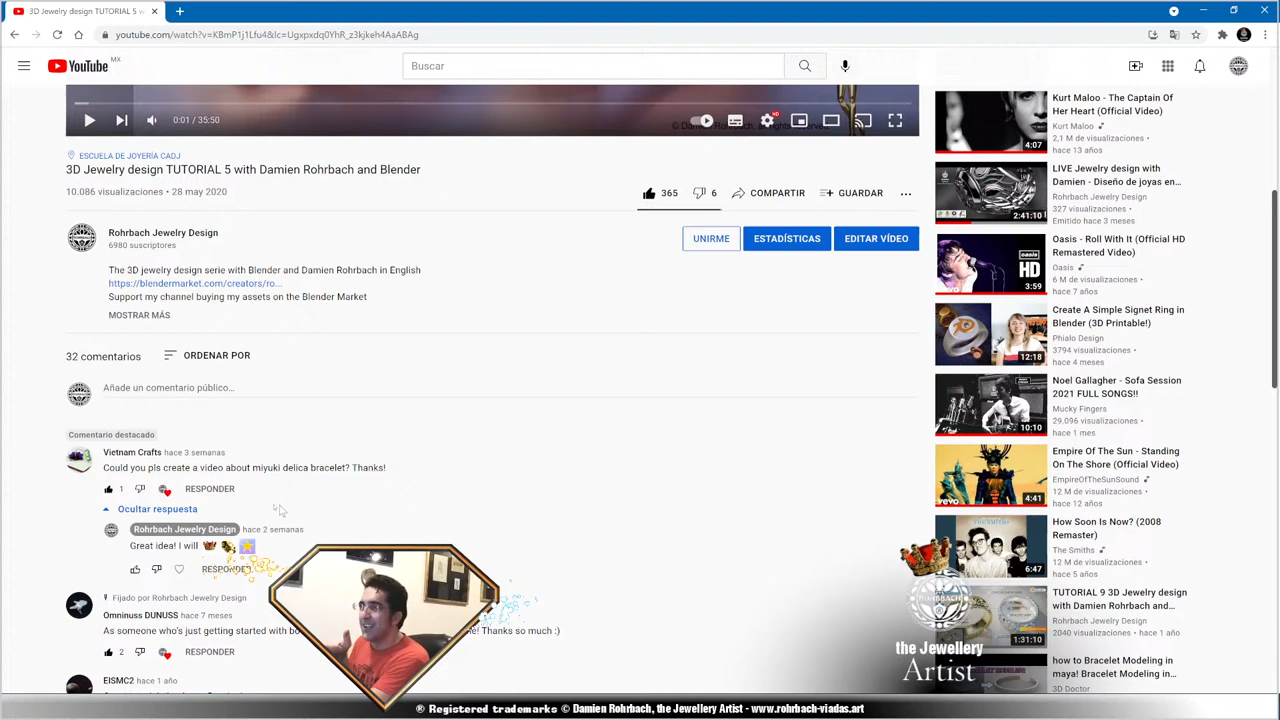 3D Jewelry design TUTORIAL 5 w
youtube.com/watch?v=KBmP1j1Lfu4&lc=Ugxpxdq0YhR_z3kjkeh4AaABAg
YouTube MX
Buscar
0:01 / 35:50
HD
ESCUELA DE JOYERÍA CADJ
3D Jewelry design TUTORIAL 5 with Damien Rohrbach and Blender
10.086 visualizaciones • 28 may 2020
365
6
COMPARTIR
GUARDAR
Rohrbach Jewelry Design
6980 suscriptores
UNIRME
ESTADÍSTICAS
EDITAR VÍDEO
The 3D jewelry design serie with Blender and Damien Rohrbach in English
https://blendermarket.com/creators/ro...
Support my channel buying my assets on the Blender Market
MOSTRAR MÁS
32 comentarios
ORDENAR POR
Añade un comentario público...
Comentario destacado
Vietnam Crafts hace 3 semanas
Could you pls create a video about miyuki delica bracelet? Thanks!
1
RESPONDER
Ocultar respuesta
Rohrbach Jewelry Design hace 2 semanas
Great idea! I will
RESPONDER
Fijado por Rohrbach Jewelry Design
Omninuss DUNUSS hace 7 meses
As someone who's just getting started with bo
e! Thanks so much :)
2
RESPONDER
EISMC2 hace 1 año
Kurt Maloo - The Captain Of
Her Heart (Official Video)
Kurt Maloo
2,1 M de visualizaciones •
hace 13 años
4:07
LIVE Jewelry design with
Damien - Diseño de joyas en...
Rohrbach Jewelry Design
327 visualizaciones •
Emitido hace 3 meses
2:41:10
Oasis - Roll With It (Official HD
Remastered Video)
Oasis
6 M de visualizaciones •
hace 7 años
oasis
HD
3:59
Create A Simple Signet Ring in
Blender (3D Printable!)
Phialo Design
3794 visualizaciones •
hace 4 meses
12:18
Noel Gallagher - Sofa Session
2021 FULL SONGS!!
Mucky Fingers
29.096 visualizaciones •
hace 1 mes
10:10
Empire Of The Sun - Standing
On The Shore (Official Video)
EmpireOfTheSunSound
12 M de visualizaciones •
hace 12 años
vevo
4:41
How Soon Is Now? (2008
Remaster)
The Smiths
12 M de visualizaciones •
hace 5 años
THE SMITHS
6:47
TUTORIAL 9 3D Jewelry design
with Damien Rohrbach and...
Rohrbach Jewelry Design
2040 visualizaciones • hace 1 año
1:31:10
how to Bracelet Modeling in
maya! Bracelet Modeling in...
3D Doctor
ROHRBACH
the Jewellery
Artist
® Registered trademarks © Damien Rohrbach, the Jewellery Artist - www.rohrbach-viadas.art